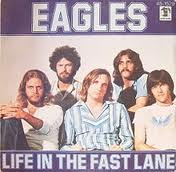 EAGLES
LIFE IN THE FAST LANE